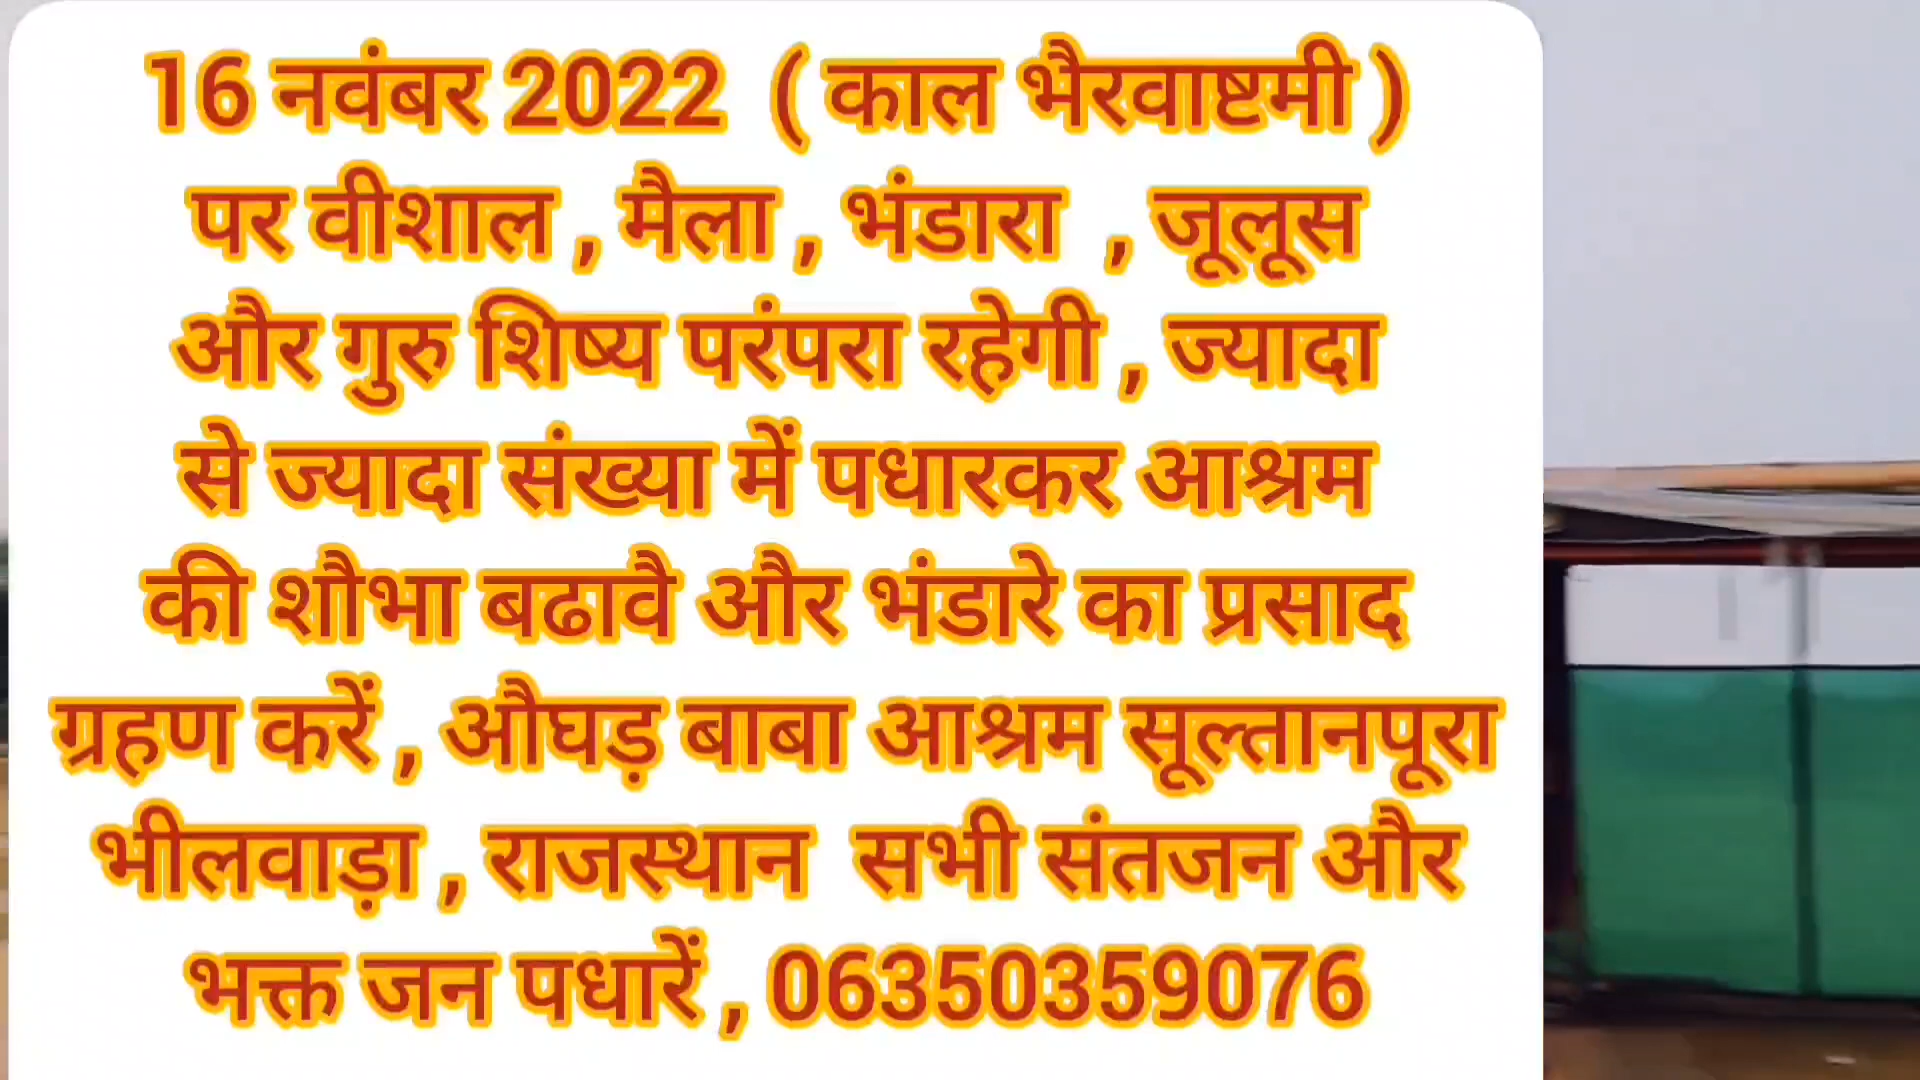 16 नवंबर 2022 ( काल भैरवाष्टमी )
पर वीशाल , मैला , भंडारा , जूलूस
और गुरु शिष्य परंपरा रहेगी , ज्यादा
से ज्यादा संख्या में पधारकर आश्रम
की शौभा बढावै और भंडारे का प्रसाद
ग्रहण करें , औघड़ बाबा आश्रम सूल्तानपूरा
भीलवाड़ा , राजस्थान सभी संतजन और
भक्त जन पधारें , 06350359076